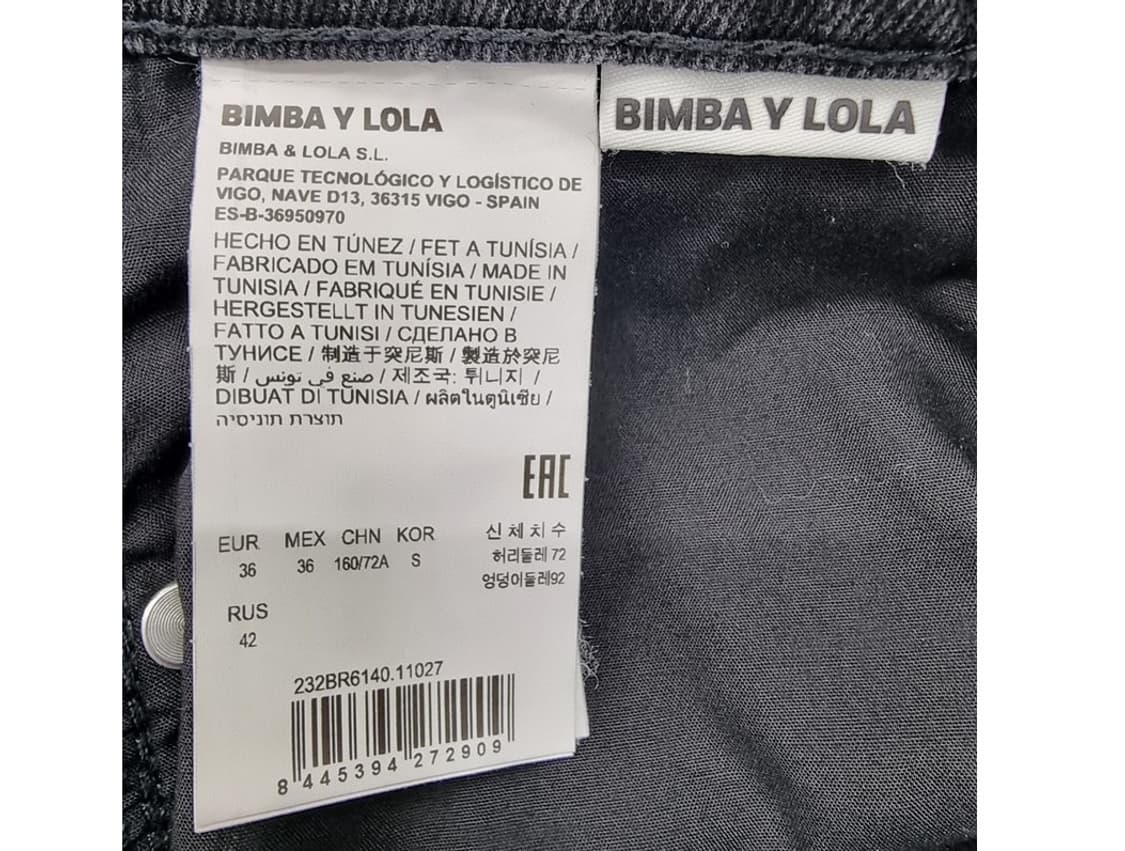 BIMBA Y LOLA
BIMBA & LOLA S.L.
PARQUE TECNOLÓGICO Y LOGÍSTICO DE
VIGO, NAVE D13, 36315 VIGO - SPAIN
ES-B-36950970
HECHO EN TÚNEZ / FET A TUNÍSIA /
FABRICADO EM TUNÍSIA / MADE IN
TUNISIA / FABRIQUÉ EN TUNISIE /
HERGESTELLT IN TUNESIEN /
FATTO A TUNISI / СДЕЛАНО В
ТУНИСЕ / 制造于突尼斯 / 製造於突尼
斯 / صنع في تونس / 제조국: 튀니지 /
DIBUAT DI TUNISIA / ผลิตในตูนิเซีย /
תוצרת תוניסיה
EAC
EUR MEX CHN KOR 신체치수
36 36 160/72A S 허리둘레 72
엉덩이둘레92
RUS
42
232BR6140.11027
8 445394 272909
BIMBA Y LOLA